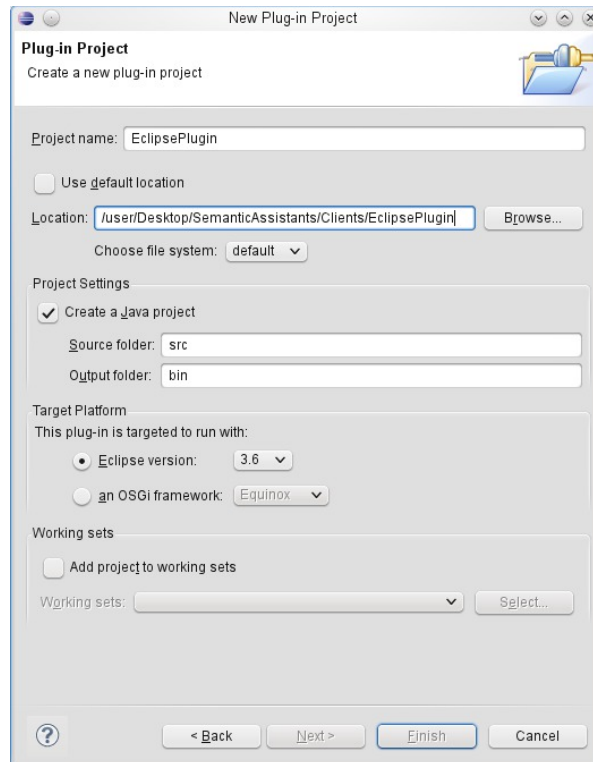 New Plug-in Project
Plug-in Project
Create a new plug-in project
Project name: EclipsePlugin
Use default location
Location: /user/Desktop/SemanticAssistants/Clients/EclipsePlugin Browse...
Choose file system: default
Project Settings
Create a Java project
Source folder: src
Output folder: bin
Target Platform
This plug-in is targeted to run with:
Eclipse version: 3.6
an OSGi framework: Equinox
Working sets
Add project to working sets
Working sets: Select...
? < Back Next > Finish Cancel